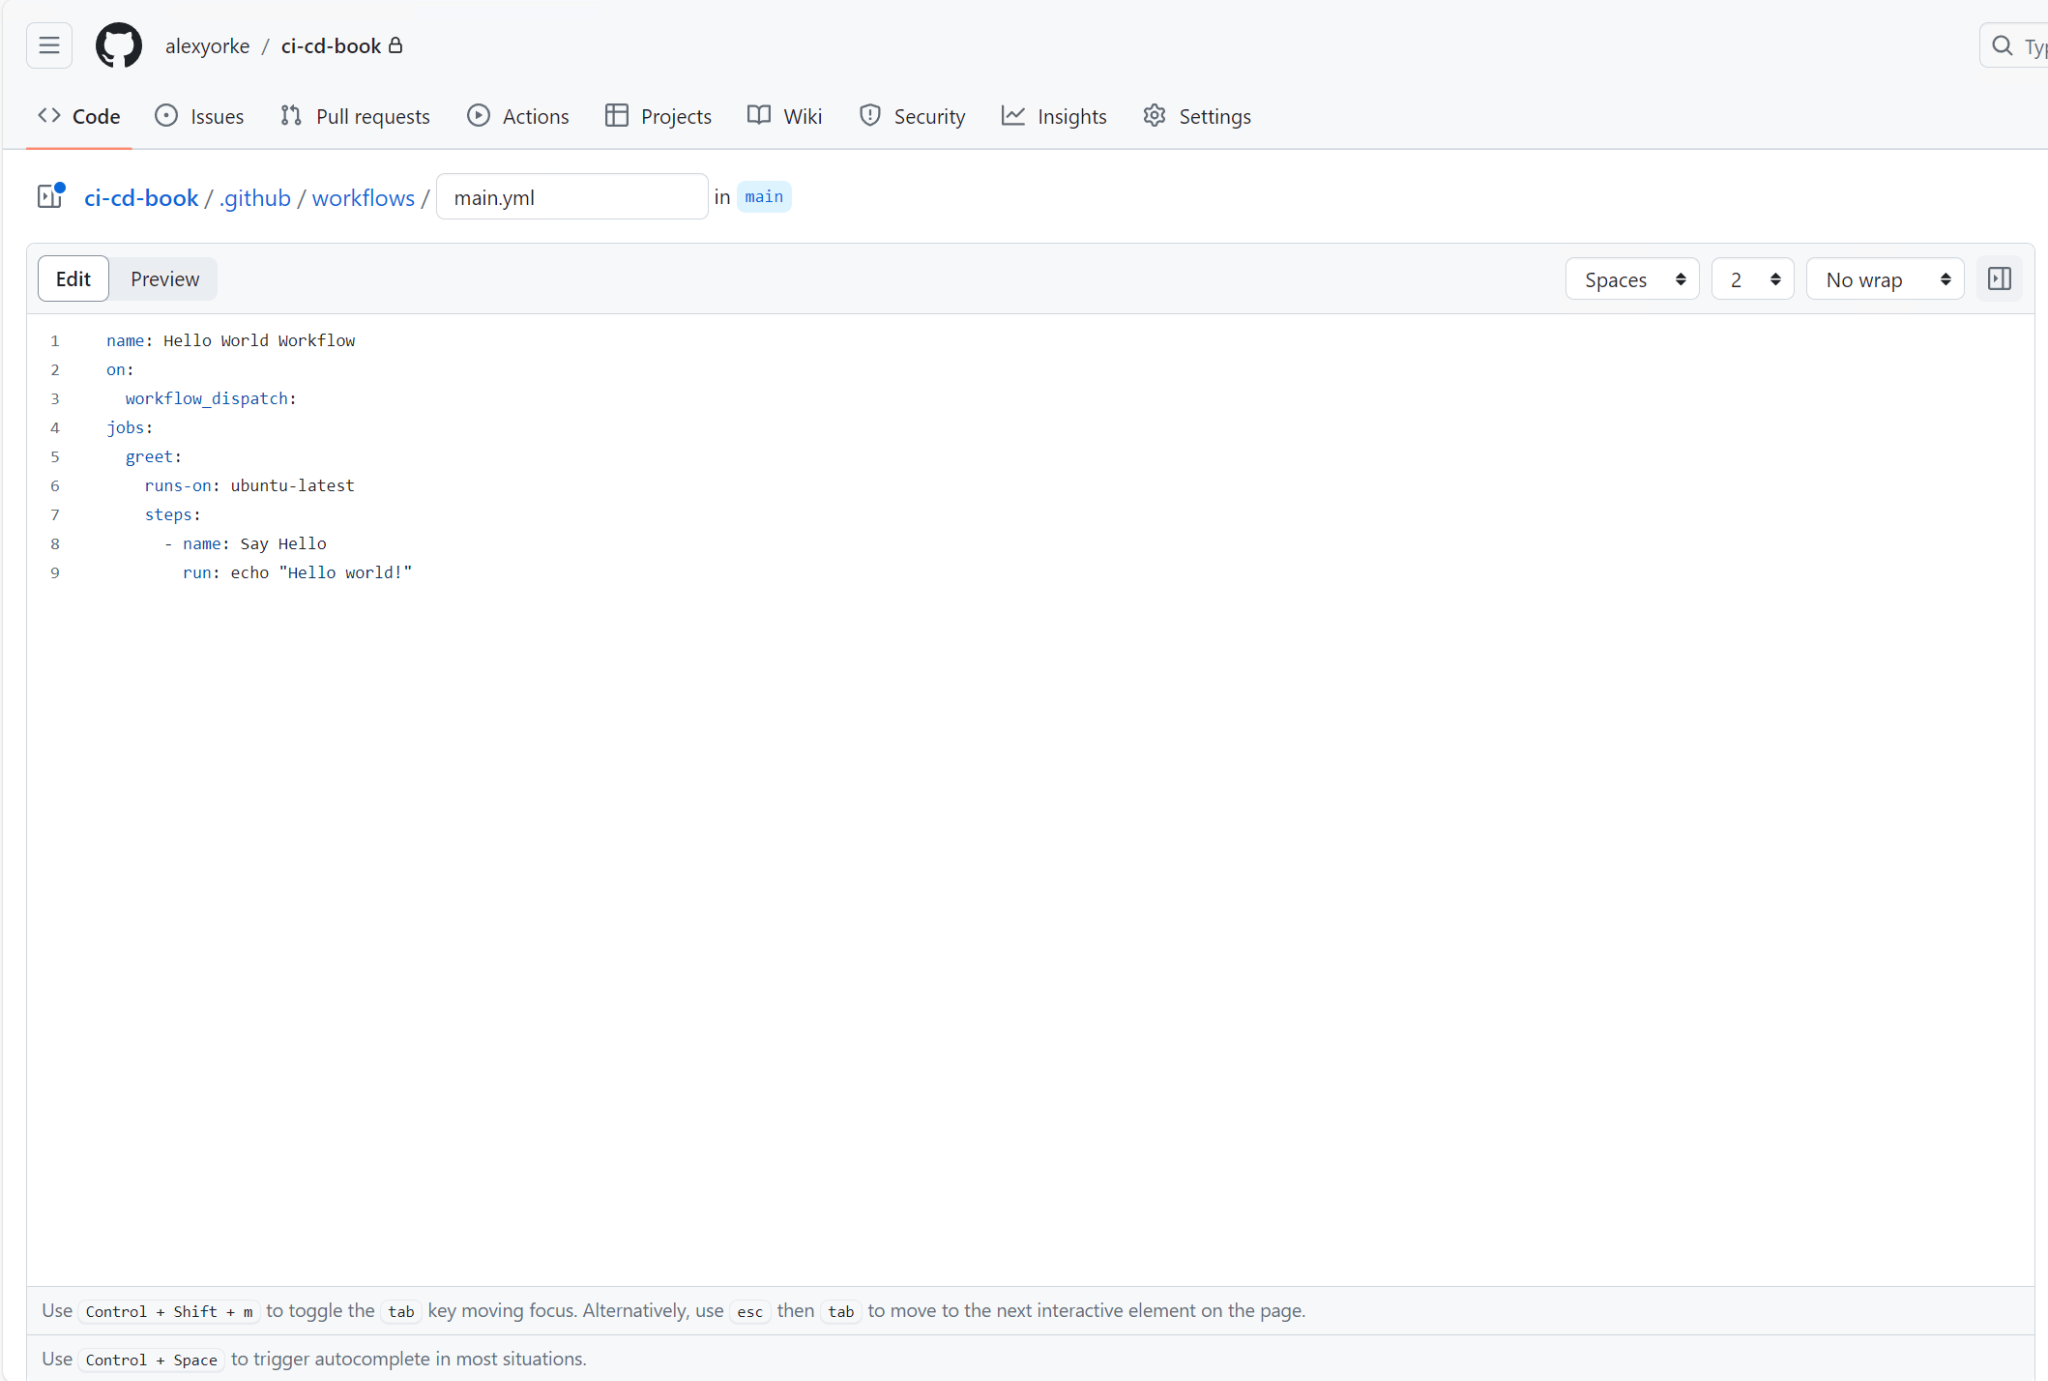 alexyorke / ci-cd-book
Code Issues Pull requests Actions Projects Wiki Security Insights Settings
ci-cd-book / .github / workflows / main.yml in main
Edit Preview Spaces 2 No wrap
1 name: Hello World Workflow
2 on:
3 workflow_dispatch:
4 jobs:
5 greet:
6 runs-on: ubuntu-latest
7 steps:
8 - name: Say Hello
9 run: echo "Hello world!"
Use Control + Shift + m to toggle the tab key moving focus. Alternatively, use esc then tab to move to the next interactive element on the page.
Use Control + Space to trigger autocomplete in most situations.